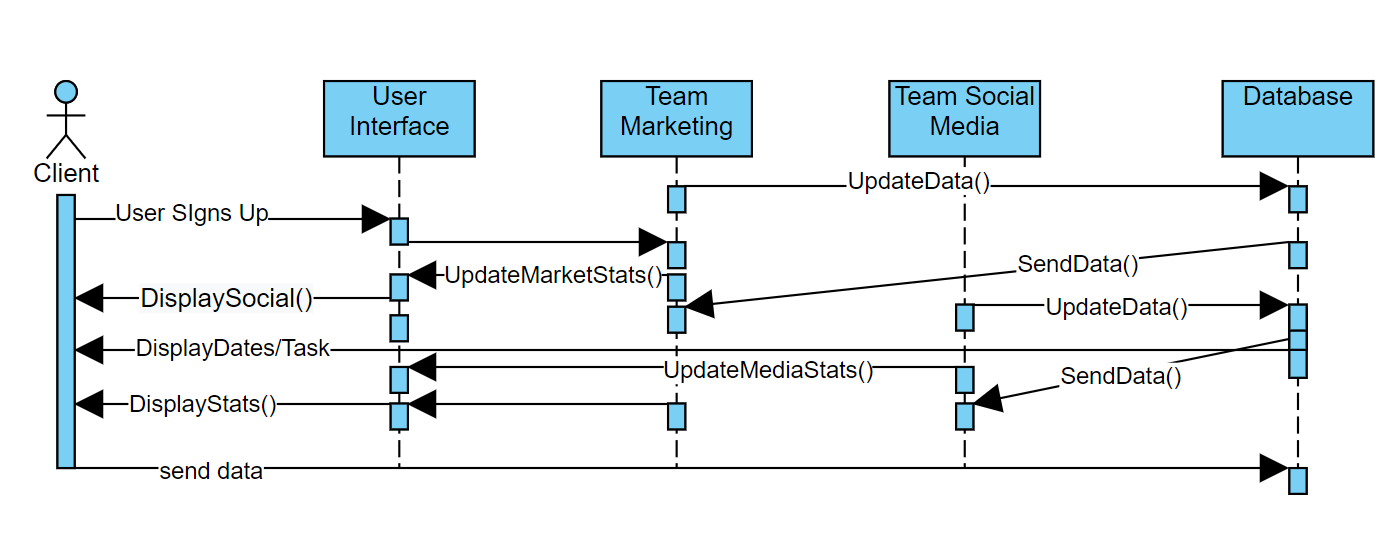 User
Interface
Team
Marketing
Team Social
Media
Database
Client
UpdateData()
User SIgns Up
SendData()
UpdateMarketStats()
DisplaySocial()
UpdateData()
DisplayDates/Task
UpdateMediaStats()
SendData()
DisplayStats()
send data